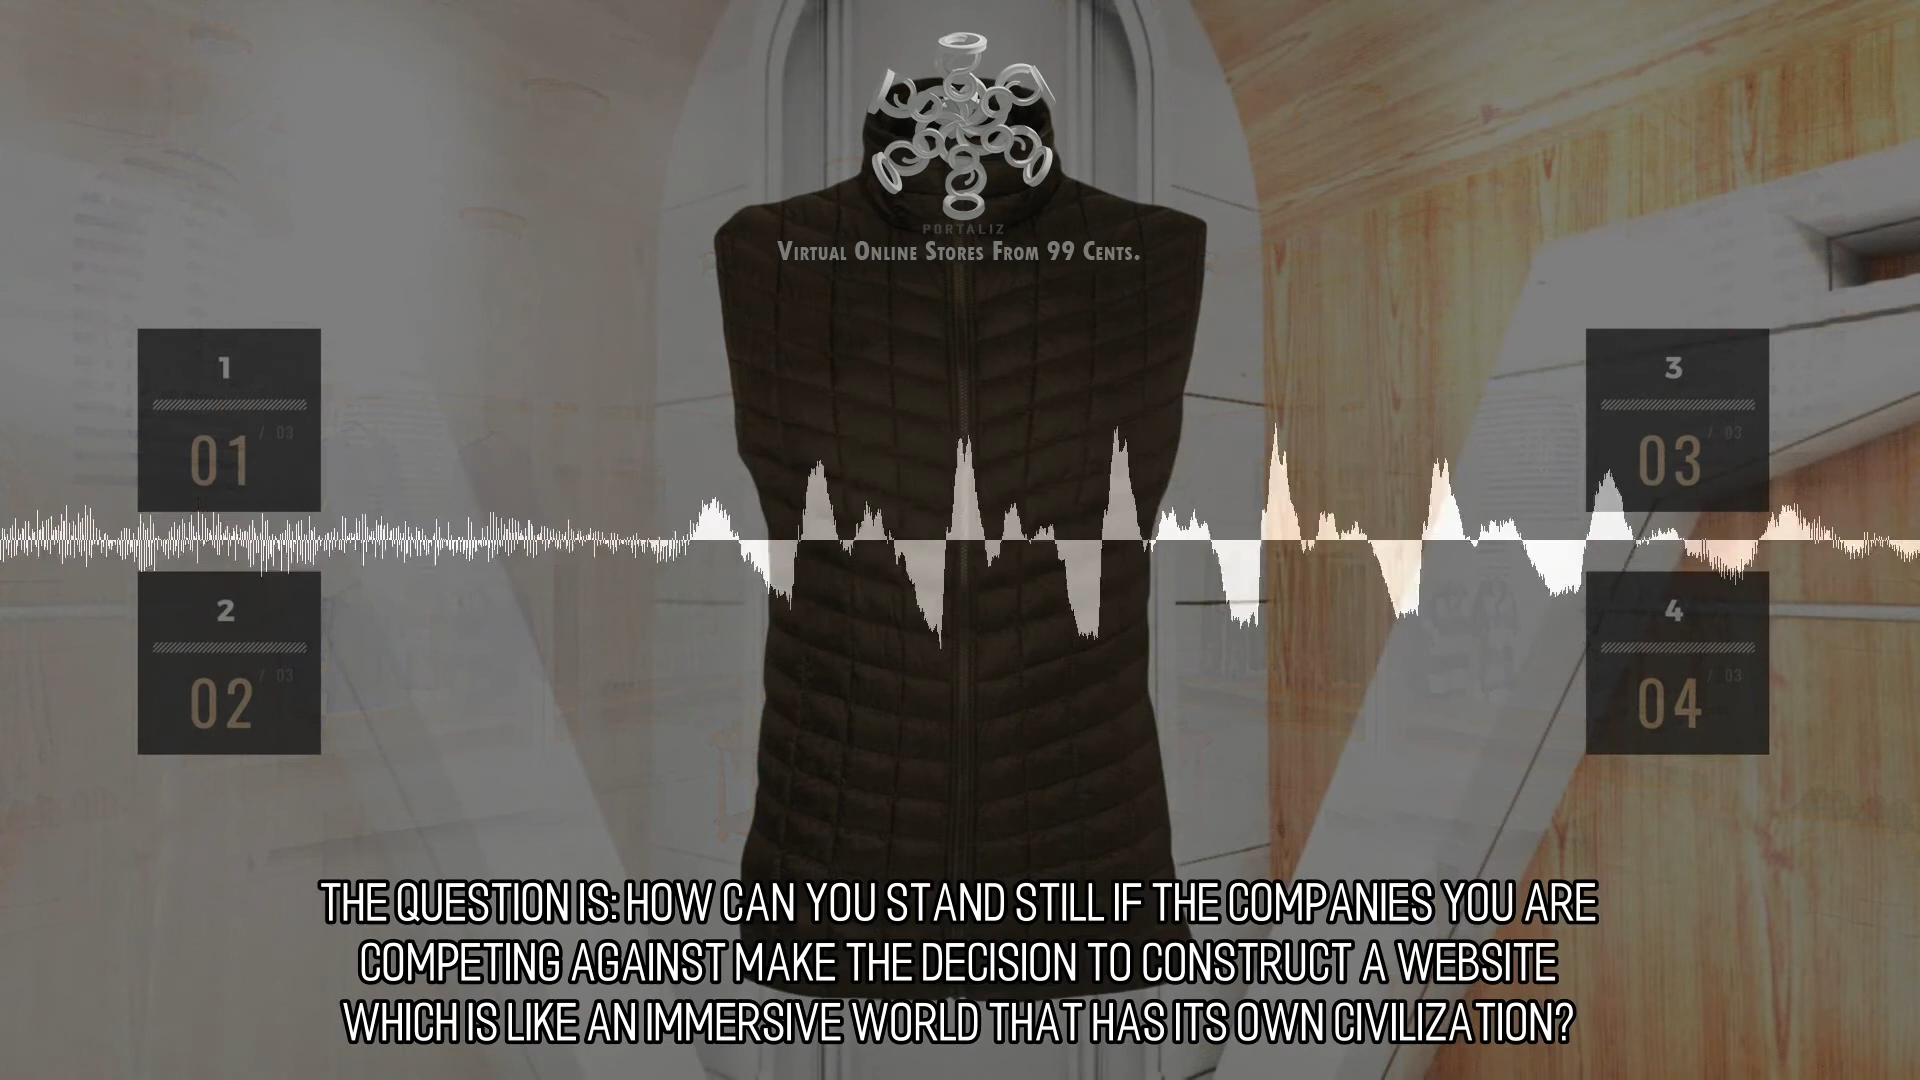 PORTALIZ
Virtual Online Stores From 99 Cents.
1
01 / 03
2
02 / 03
3
03 / 03
4
04 / 03
THE QUESTION IS: HOW CAN YOU STAND STILL IF THE COMPANIES YOU ARE
COMPETING AGAINST MAKE THE DECISION TO CONSTRUCT A WEBSITE
WHICH IS LIKE AN IMMERSIVE WORLD THAT HAS ITS OWN CIVILIZATION?